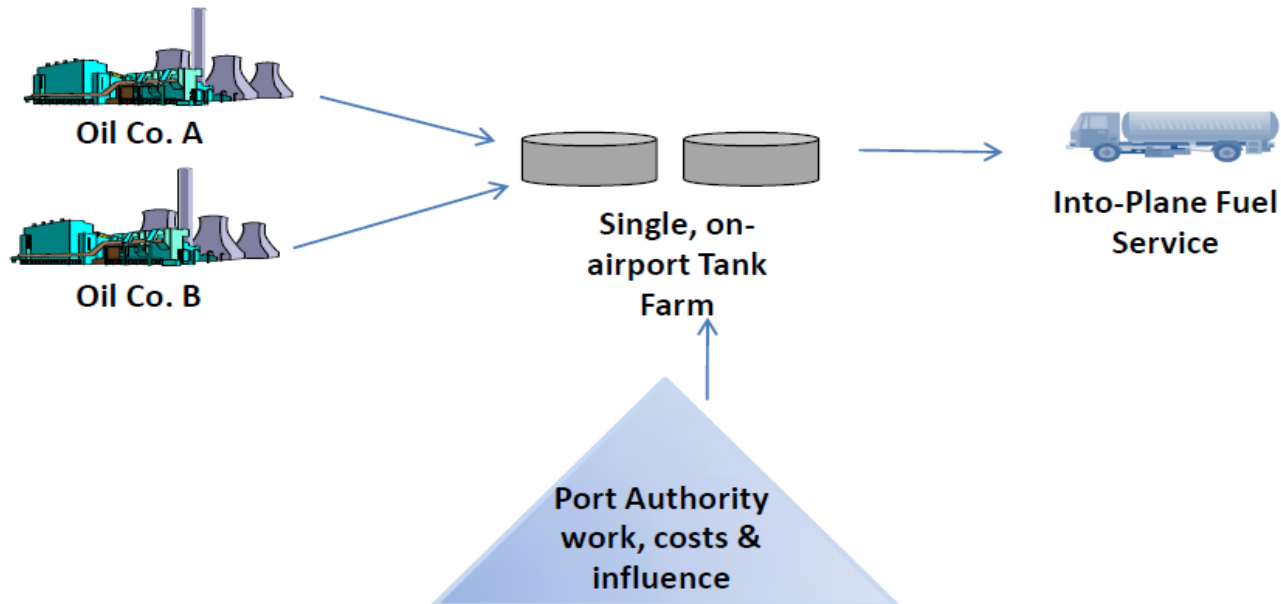 Oil Co. A
Oil Co. B
Single, on-
airport Tank
Farm
Into-Plane Fuel
Service
Port Authority
work, costs &
influence